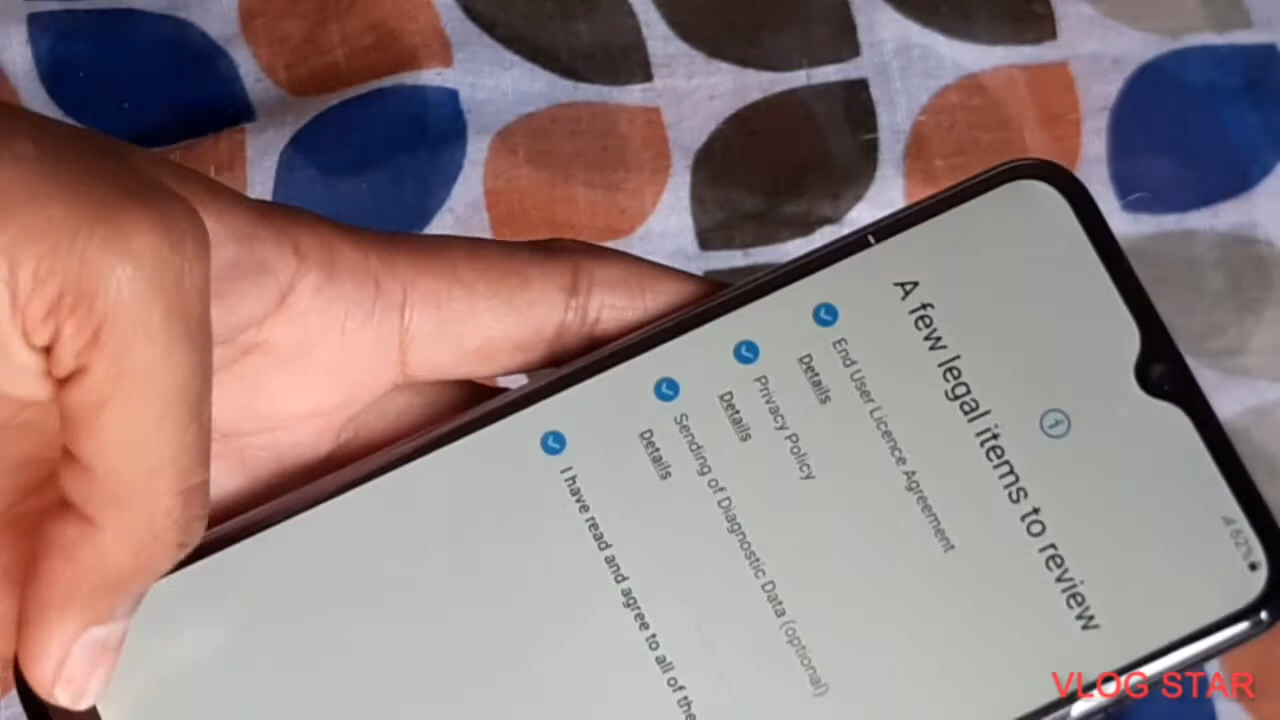 62%
A few legal items to review
End User Licence Agreement
Details
Privacy Policy
Details
Sending of Diagnostic Data (optional)
Details
I have read and agree to all of the
VLOG STAR